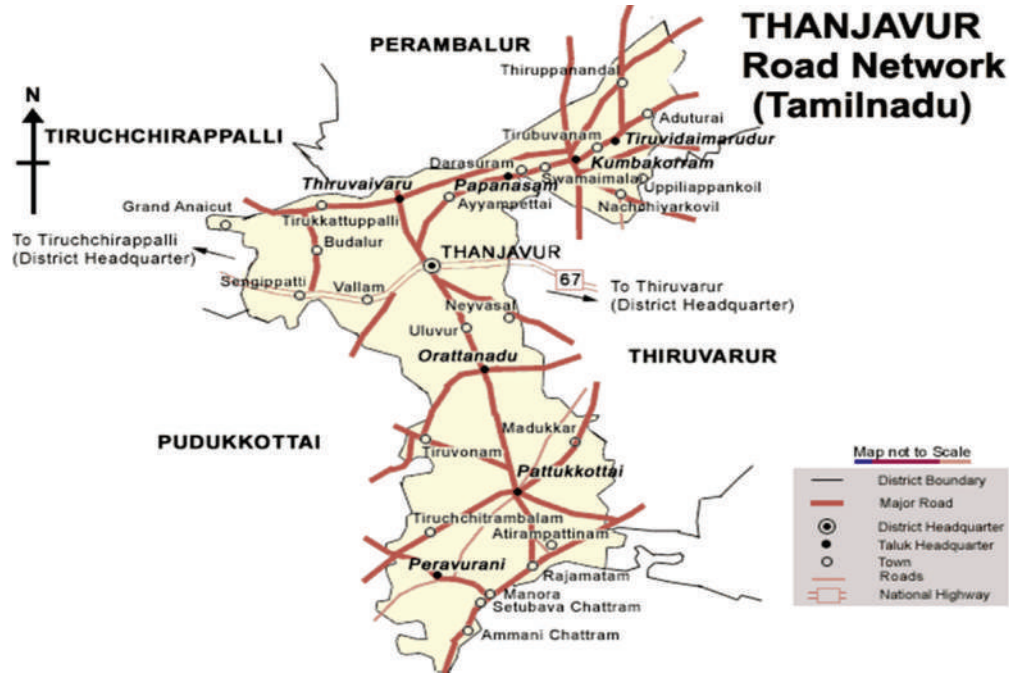 THANJAVUR
Road Network
(Tamilnadu)
PERAMBALUR
N
TIRUCHCHIRAPPALLI
Thiruppanandal
Aduturai
Tirubuvanam
Tiruvidaimarudur
Darasuram
Kumbakonam
Swamaimalai
Thiruvaivaru
Papanasam
Uppiliappankoil
Grand Anaicut
Ayyampettai
Nachchiyarkovil
Tirukkattuppalli
To Tiruchchirappalli
(District Headquarter)
Budalur
THANJAVUR
67
To Thiruvarur
(District Headquarter)
Sengippatti
Vallam
Neyvasal
Uluvur
Orattanadu
THIRUVARUR
PUDUKKOTTAI
Madukkar
Tiruvonam
Pattukkottai
Tiruchchitrambalam
Atirampattinam
Peravurani
Rajamatam
Manora
Setubava Chattram
Ammani Chattram
Map not to Scale
District Boundary
Major Road
District Headquarter
Taluk Headquarter
Town
Roads
National Highway